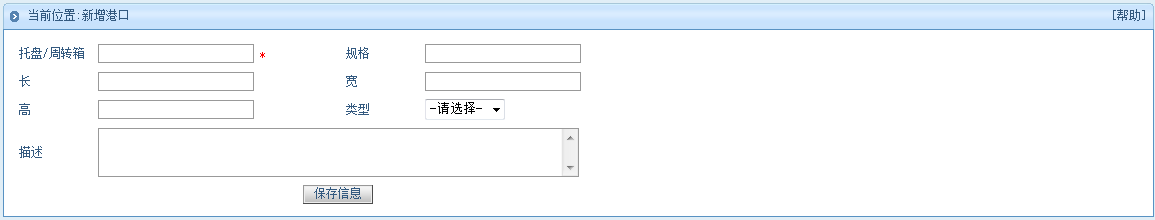 当前位置:新增港口 [帮助]
托盘/周转箱 * 规格
长 宽
高 类型 -请选择-
描述
保存信息